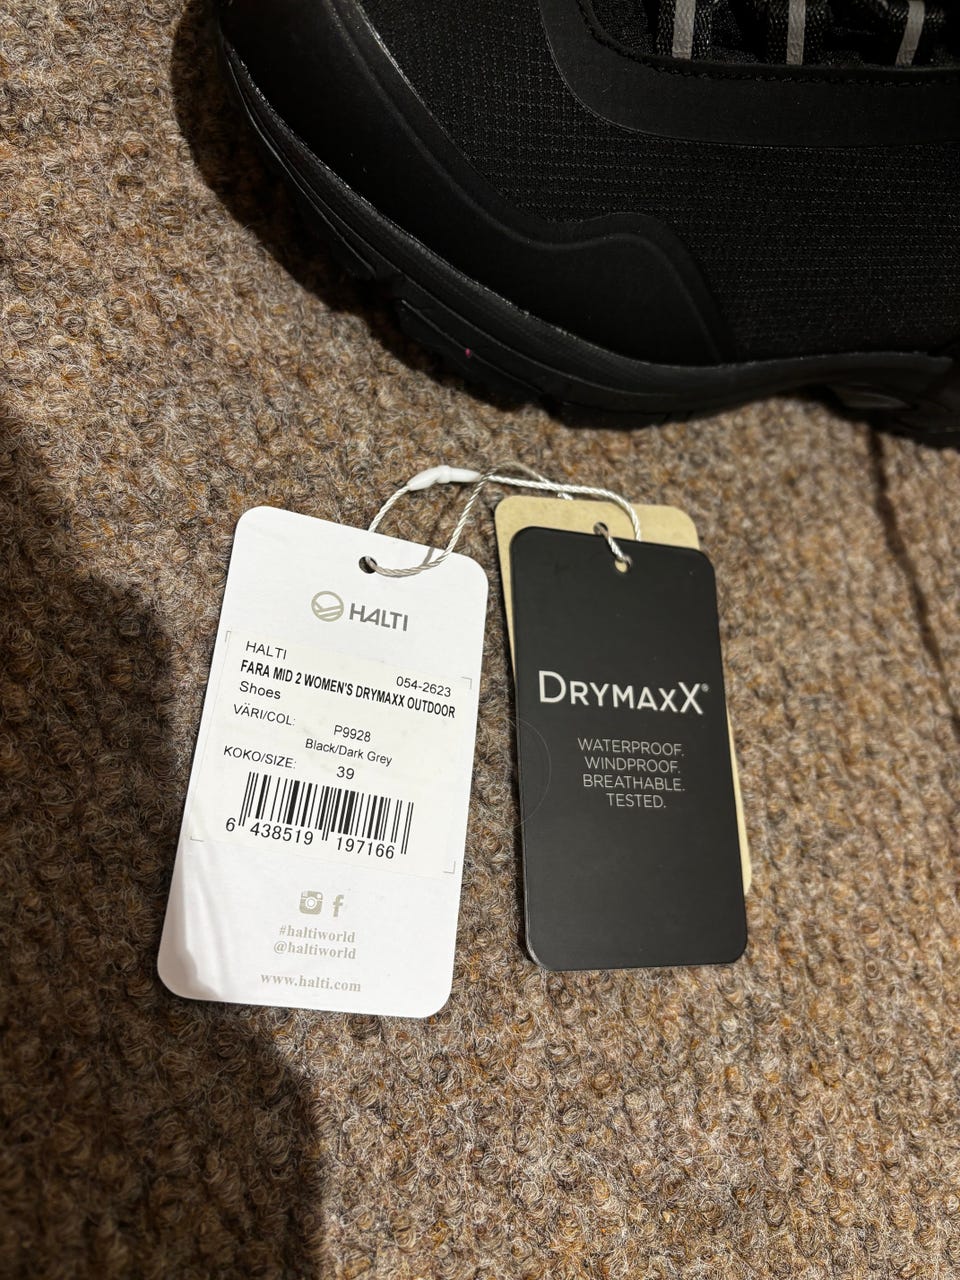 HALTI
HALTI
054-2623
FARA MID 2 WOMEN'S DRYMAXX OUTDOOR
Shoes
VÄRI/COL: P9928
Black/Dark Grey
KOKO/SIZE: 39
6 438519 197166
#haltiworld
@haltiworld
www.halti.com
DRYMAXX®
WATERPROOF.
WINDPROOF.
BREATHABLE.
TESTED.